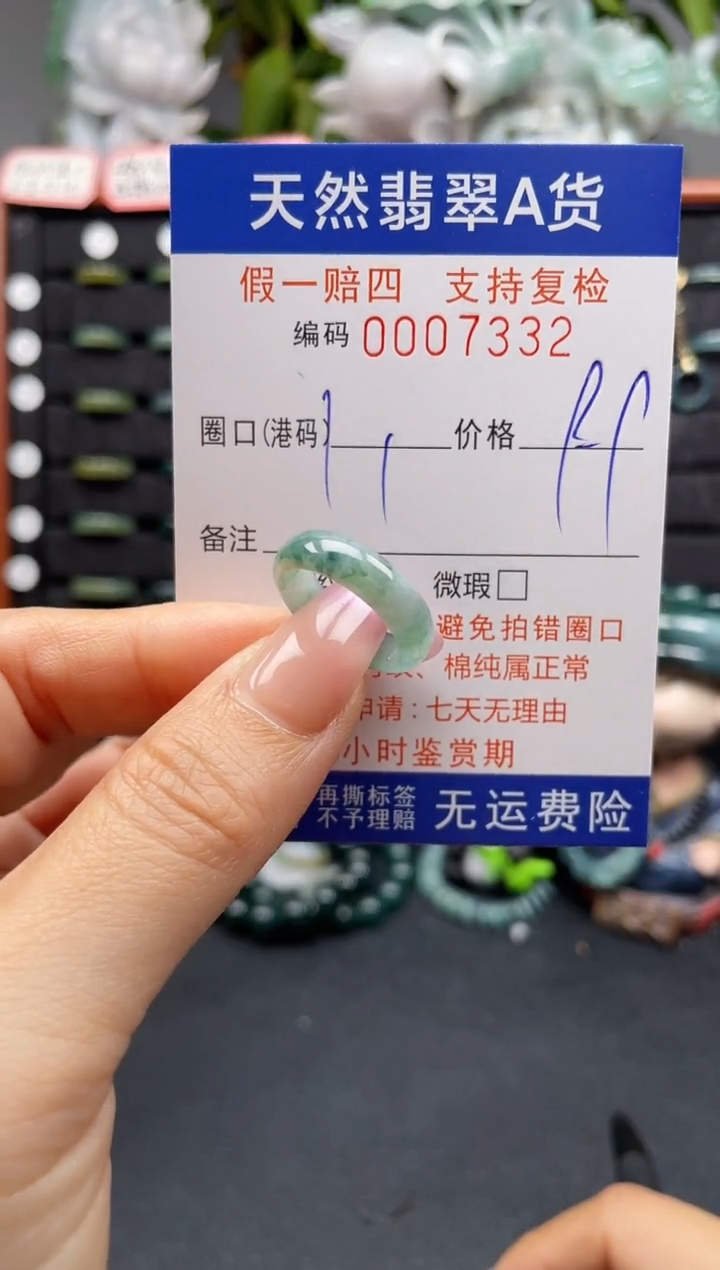 天然翡翠A货
假一赔四 支持复检
编码 0007332
圈口(港码) 11 价格
备注
微瑕□
避免拍错圈口
、棉纯属正常
申请:七天无理由
小时鉴赏期
再撕标签
不予理赔
无运费险